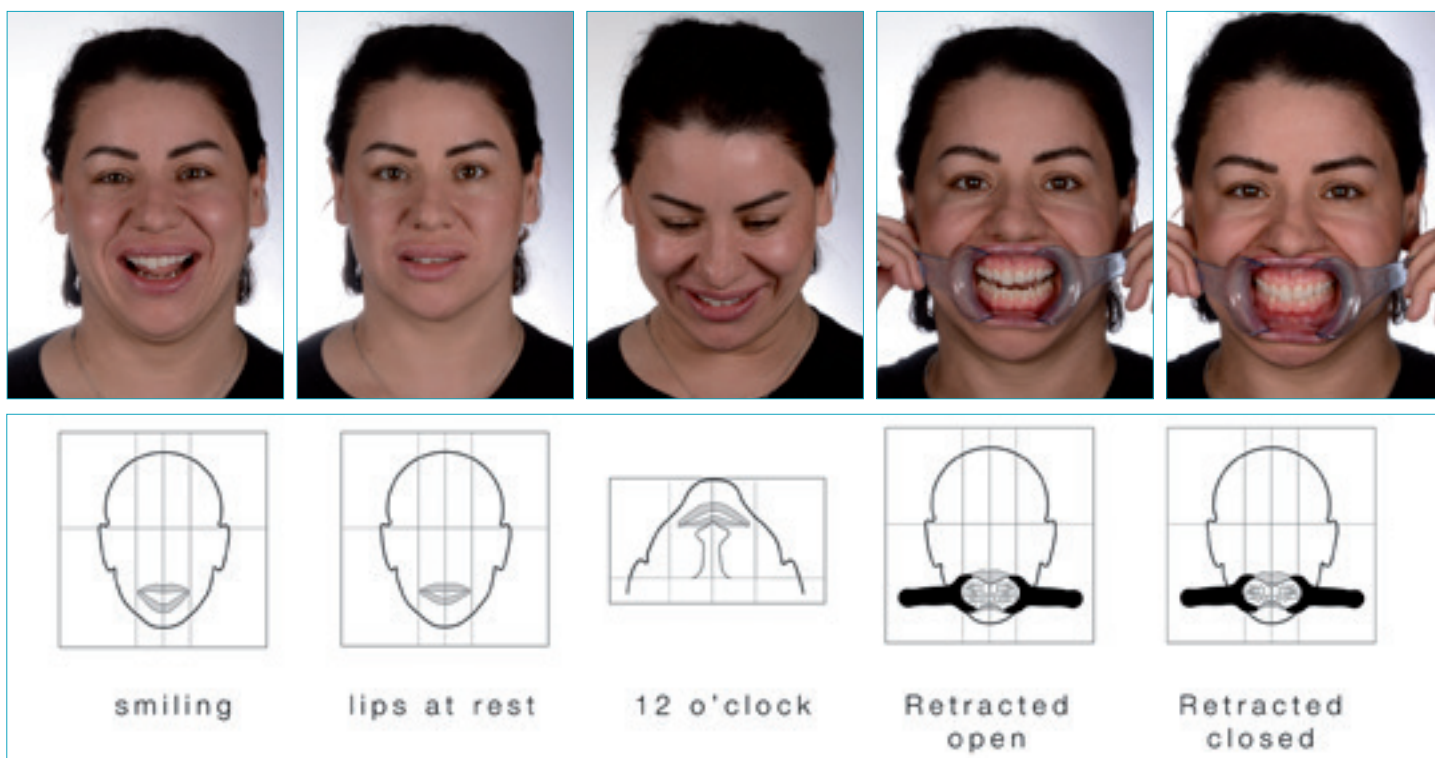 smiling
lips at rest
12 o'clock
Retracted
open
Retracted
closed